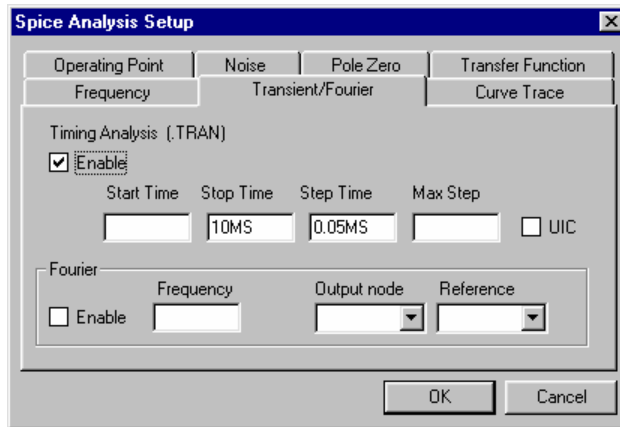 Spice Analysis Setup
Operating Point Noise Pole Zero Transfer Function
Frequency Transient/Fourier Curve Trace
Timing Analysis (.TRAN)
Enable
Start Time Stop Time Step Time Max Step
10MS 0.05MS UIC
Fourier
Frequency Output node Reference
Enable
OK Cancel